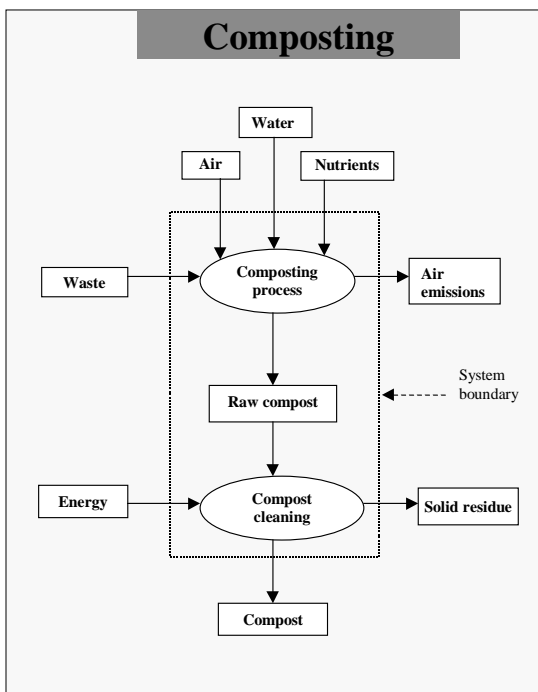 Composting
Water
Air
Nutrients
Waste
Composting
process
Air
emissions
Raw compost
System
boundary
Energy
Compost
cleaning
Solid residue
Compost